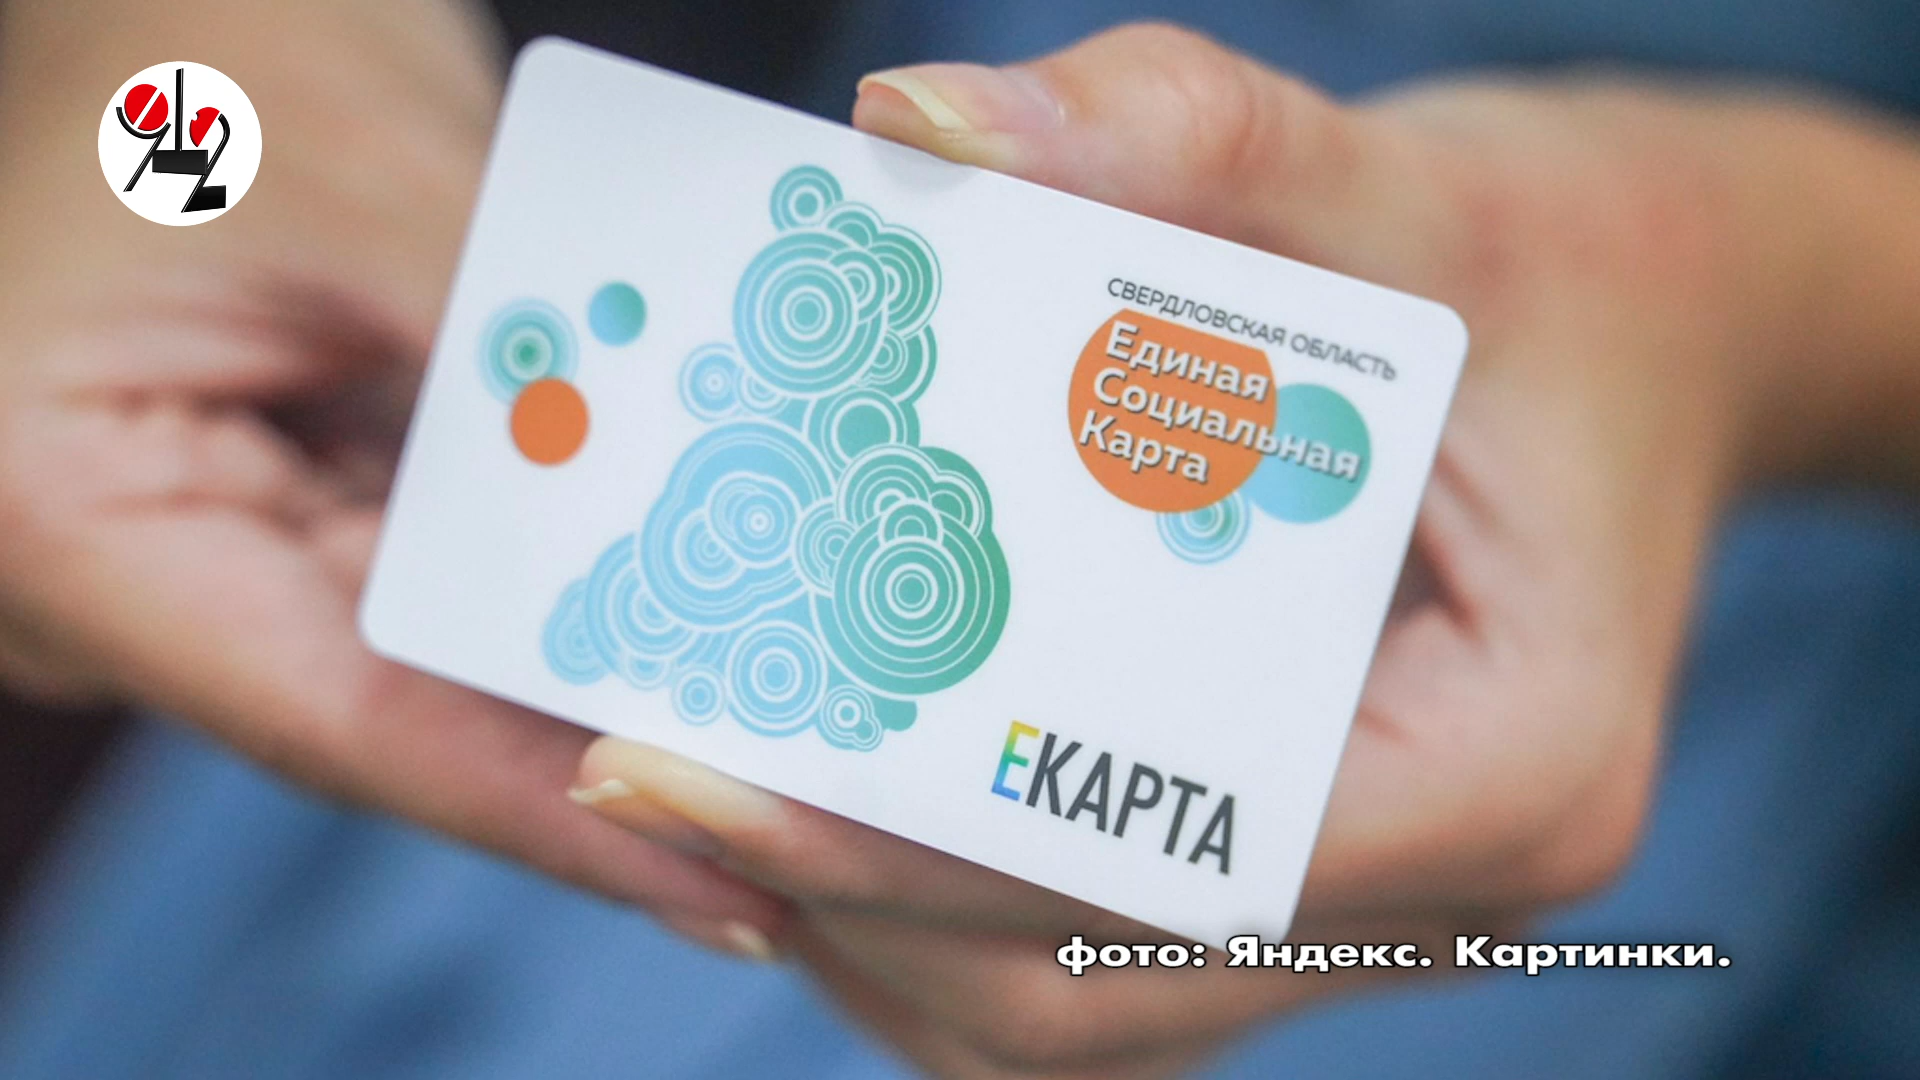 СВЕРДЛОВСКАЯ ОБЛАСТЬ
Единая
Социальная
Карта
ЕКАРТА
фото: Яндекс. Картинки.